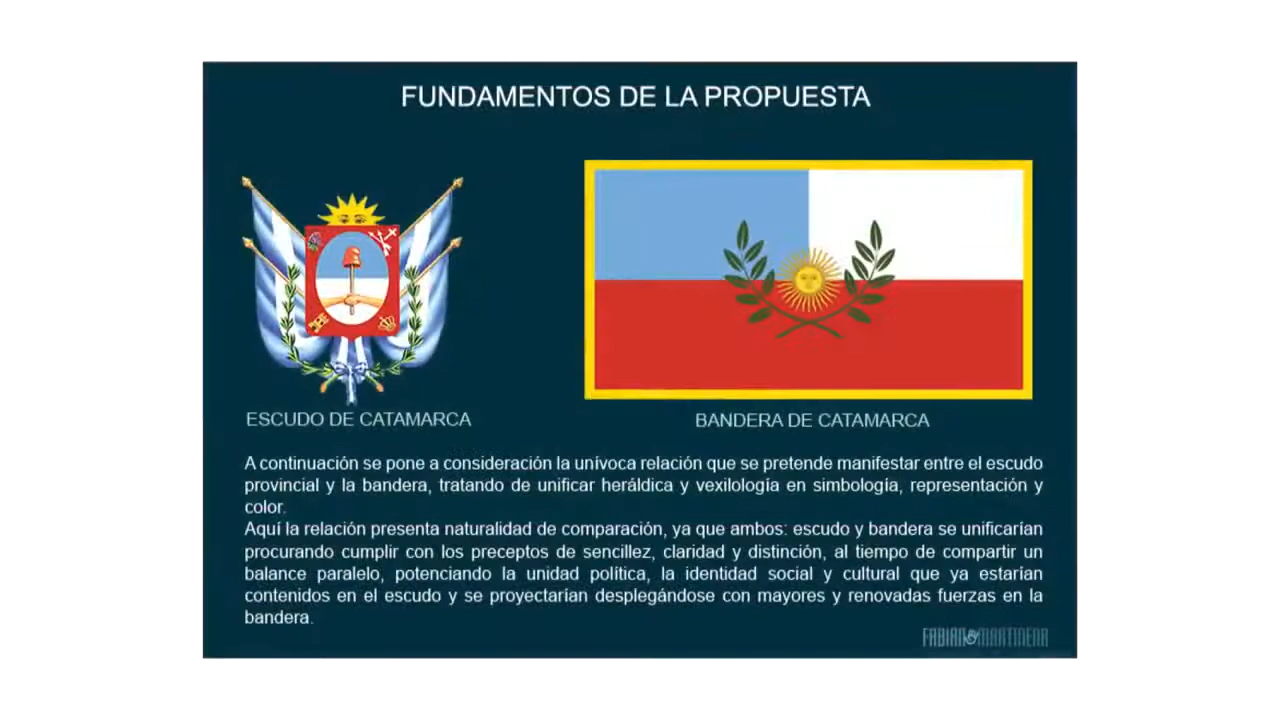 FUNDAMENTOS DE LA PROPUESTA
ESCUDO DE CATAMARCA
BANDERA DE CATAMARCA
A continuación se pone a consideración la unívoca relación que se pretende manifestar entre el escudo
provincial y la bandera, tratando de unificar heráldica y vexilología en simbología, representación y
color.
Aquí la relación presenta naturalidad de comparación, ya que ambos: escudo y bandera se unificarían
procurando cumplir con los preceptos de sencillez, claridad y distinción, al tiempo de compartir un
balance paralelo, potenciando la unidad política, la identidad social y cultural que ya estarían
contenidos en el escudo y se proyectarían desplegándose con mayores y renovadas fuerzas en la
bandera.